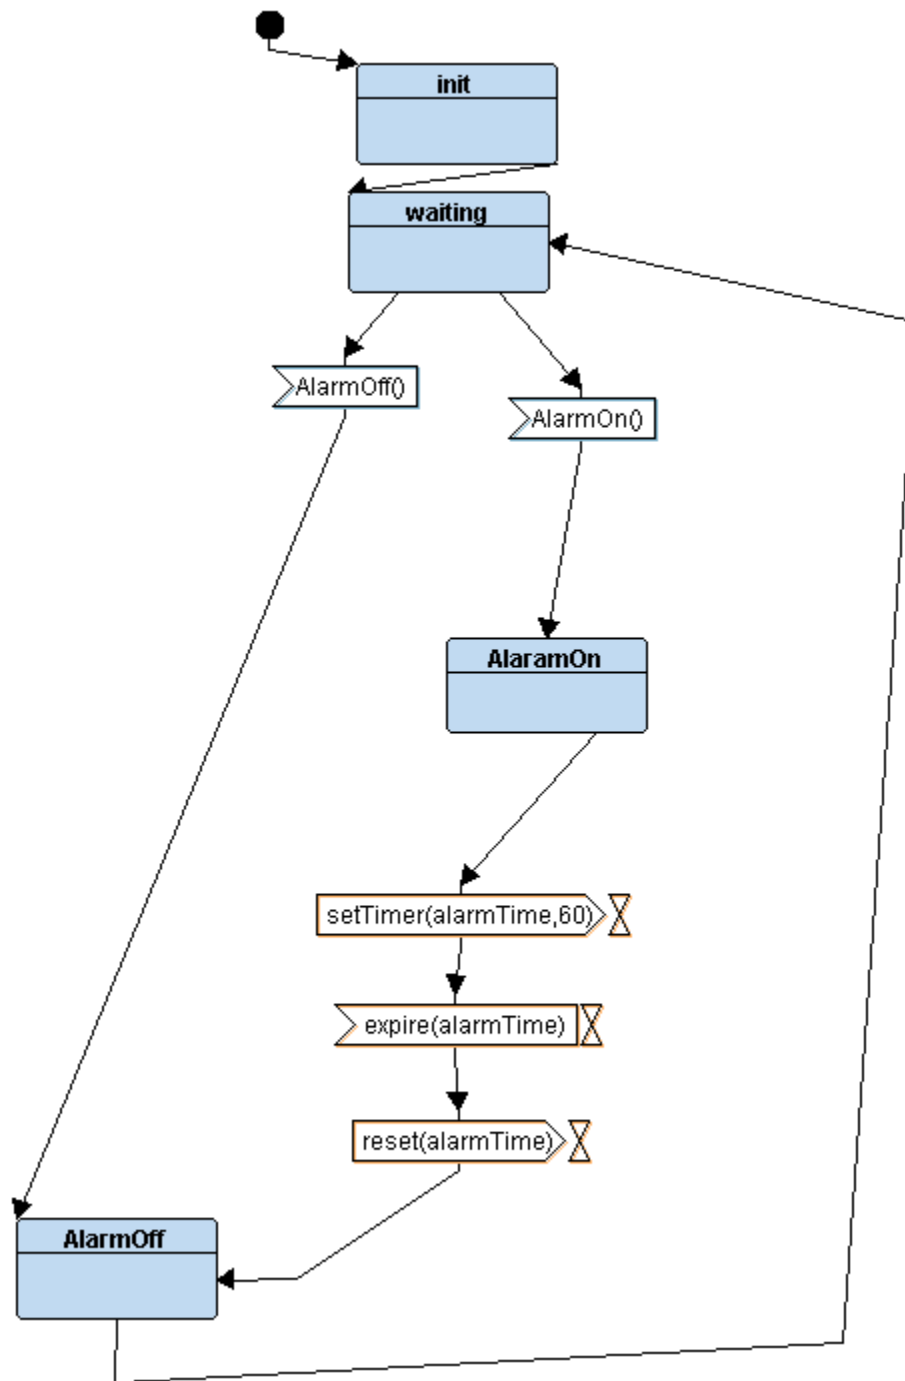 init
waiting
AlarmOff()
AlarmOn()
AlaramOn
setTimer(alarmTime,60)
expire(alarmTime)
reset(alarmTime)
AlarmOff